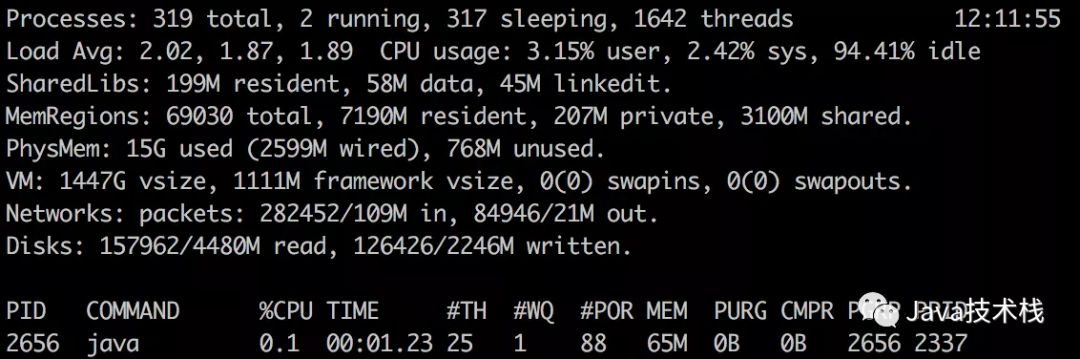 Processes: 319 total, 2 running, 317 sleeping, 1642 threads 12:11:55
Load Avg: 2.02, 1.87, 1.89 CPU usage: 3.15% user, 2.42% sys, 94.41% idle
SharedLibs: 199M resident, 58M data, 45M linkedit.
MemRegions: 69030 total, 7190M resident, 207M private, 3100M shared.
PhysMem: 15G used (2599M wired), 768M unused.
VM: 1447G vsize, 1111M framework vsize, 0(0) swapins, 0(0) swapouts.
Networks: packets: 282452/109M in, 84946/21M out.
Disks: 157962/4480M read, 126426/2246M written.
PID COMMAND %CPU TIME #TH #WQ #POR MEM PURG CMPR
2656 java 0.1 00:01.23 25 1 88 65M 0B 0B 2656 2337
Java技术栈